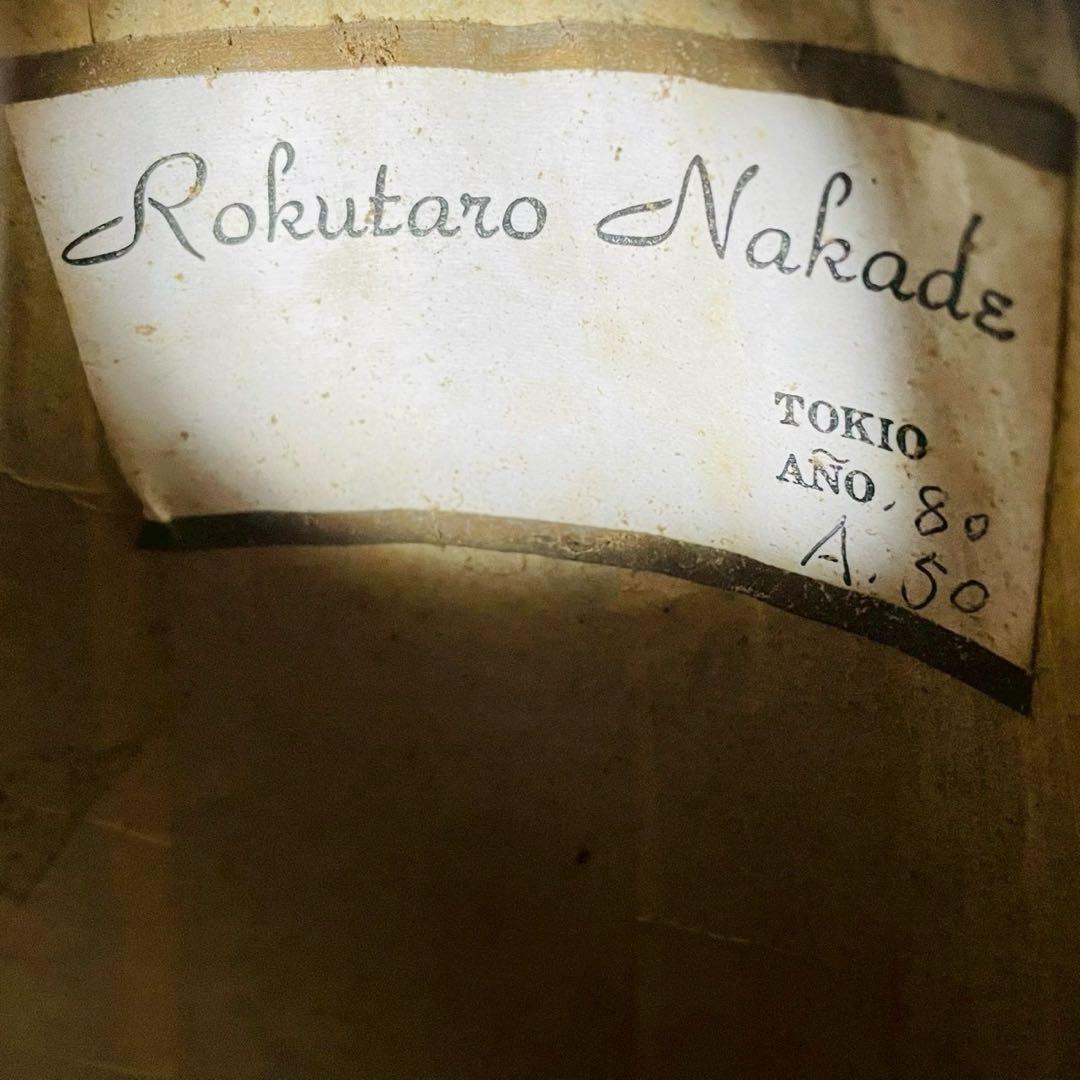 Rokutaro Nakade
TOKIO
AÑO. '80
A. 50